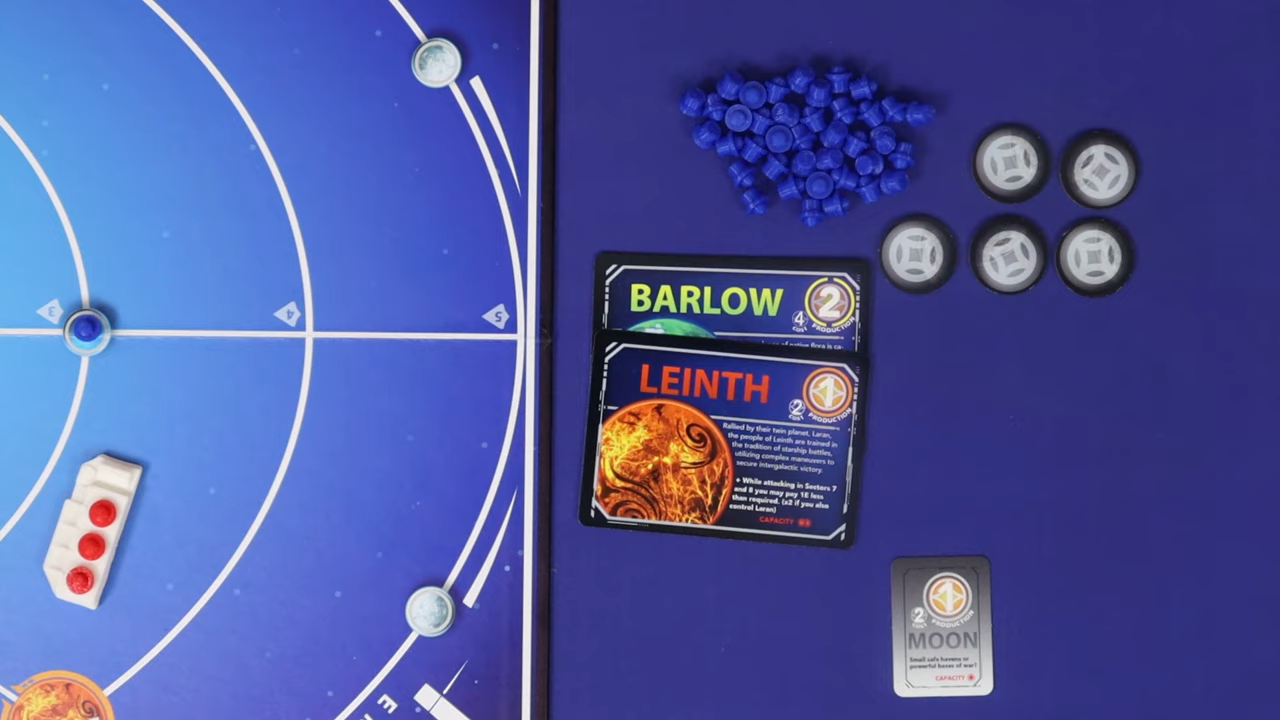 3
4
5
BARLOW
4
COST
2
PRODUCTION
LEINTH
2
COST
1
PRODUCTION
Rallied by their twin planet, Laran,
the people of Leinth are trained in
the tradition of starship battles,
utilizing complex maneuvers to
secure intergalactic victory.
+ While attacking in Sectors 7
and 8 you may pay 1E less
than required. (x2 if you also
control Laran)
CAPACITY
2
COST
1
PRODUCTION
MOON
Small safe havens or
powerful bases of war?
CAPACITY